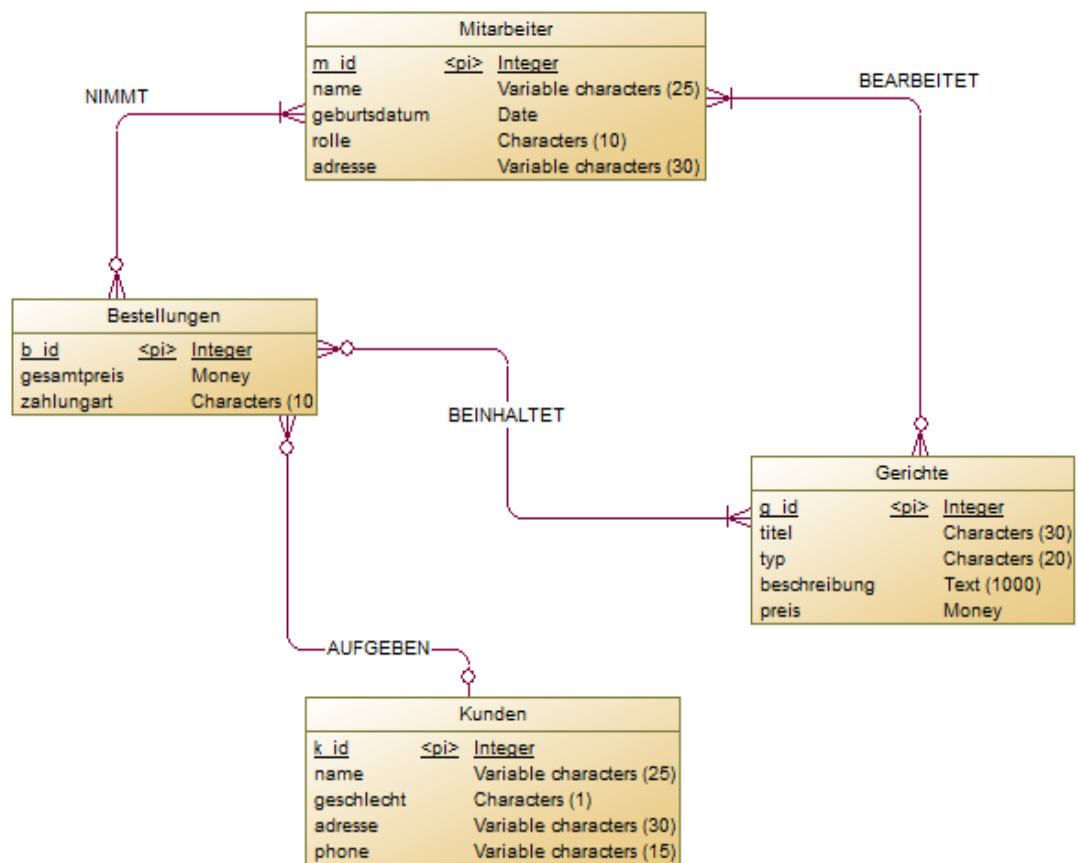 Mitarbeiter
m_id <pi> Integer
name Variable characters (25)
geburtsdatum Date
rolle Characters (10)
adresse Variable characters (30)
NIMMT
BEARBEITET
Bestellungen
b_id <pi> Integer
gesamtpreis Money
zahlungart Characters (10
BEINHALTET
Gerichte
g_id <pi> Integer
titel Characters (30)
typ Characters (20)
beschreibung Text (1000)
preis Money
AUFGEBEN
Kunden
k_id <pi> Integer
name Variable characters (25)
geschlecht Characters (1)
adresse Variable characters (30)
phone Variable characters (15)